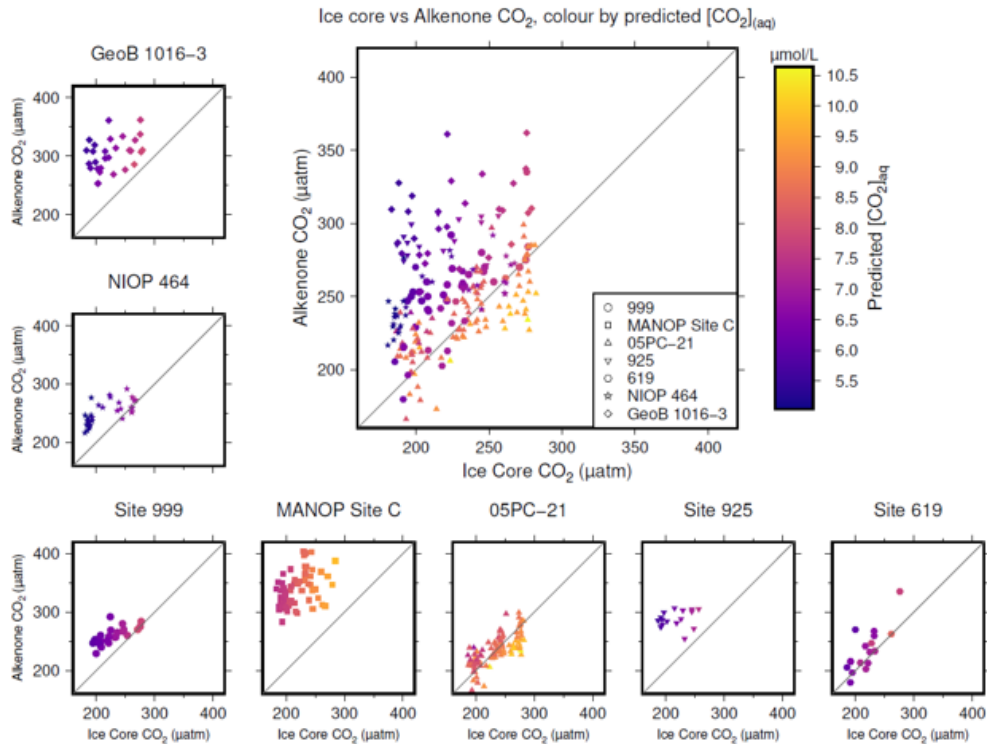 Ice core vs Alkenone CO₂, colour by predicted [CO₂](aq)
GeoB 1016−3
400
300
200
Alkenone CO₂ (µatm)
NIOP 464
400
300
200
Alkenone CO₂ (µatm)
400
350
300
250
200
Alkenone CO₂ (µatm)
200 250 300 350 400
Ice Core CO₂ (µatm)
999
MANOP Site C
05PC−21
925
619
NIOP 464
GeoB 1016−3
µmol/L
10.5
10.0
9.5
9.0
8.5
8.0
7.5
7.0
6.5
6.0
5.5
Predicted [CO₂]aq
Site 999
MANOP Site C
05PC−21
Site 925
Site 619
400
300
200
Alkenone CO₂ (µatm)
200 300 400
Ice Core CO₂ (µatm)
200 300 400
Ice Core CO₂ (µatm)
200 300 400
Ice Core CO₂ (µatm)
200 300 400
Ice Core CO₂ (µatm)
200 300 400
Ice Core CO₂ (µatm)